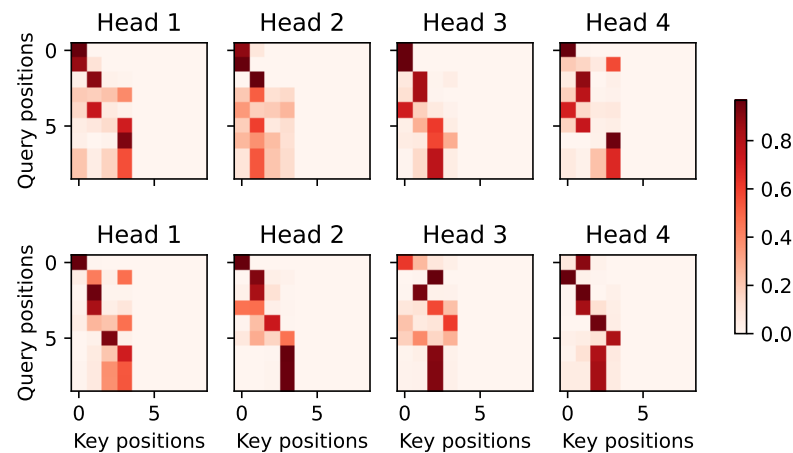 Head 1 Head 2 Head 3 Head 4
0
5
Query positions
0.8
0.6
0.4
0.2
0.0
Head 1 Head 2 Head 3 Head 4
0
5
Query positions
0 5 0 5 0 5 0 5
Key positions Key positions Key positions Key positions